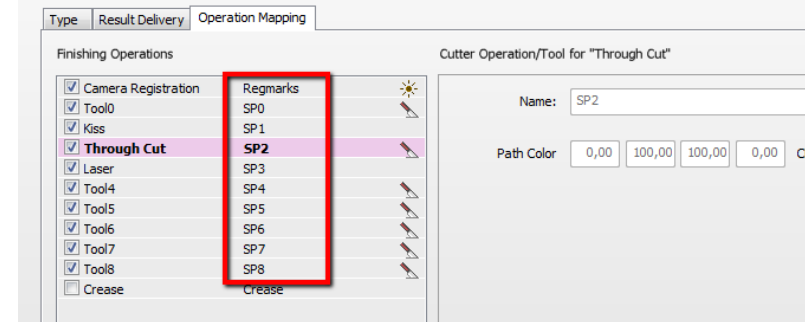 Type Result Delivery Operation Mapping
Finishing Operations Cutter Operation/Tool for "Through Cut"
Camera Registration Regmarks
Tool0 SP0
Name: SP2
Kiss SP1
Through Cut SP2
Path Color 0,00 100,00 100,00 0,00 C
Laser SP3
Tool4 SP4
Tool5 SP5
Tool6 SP6
Tool7 SP7
Tool8 SP8
Crease Crease